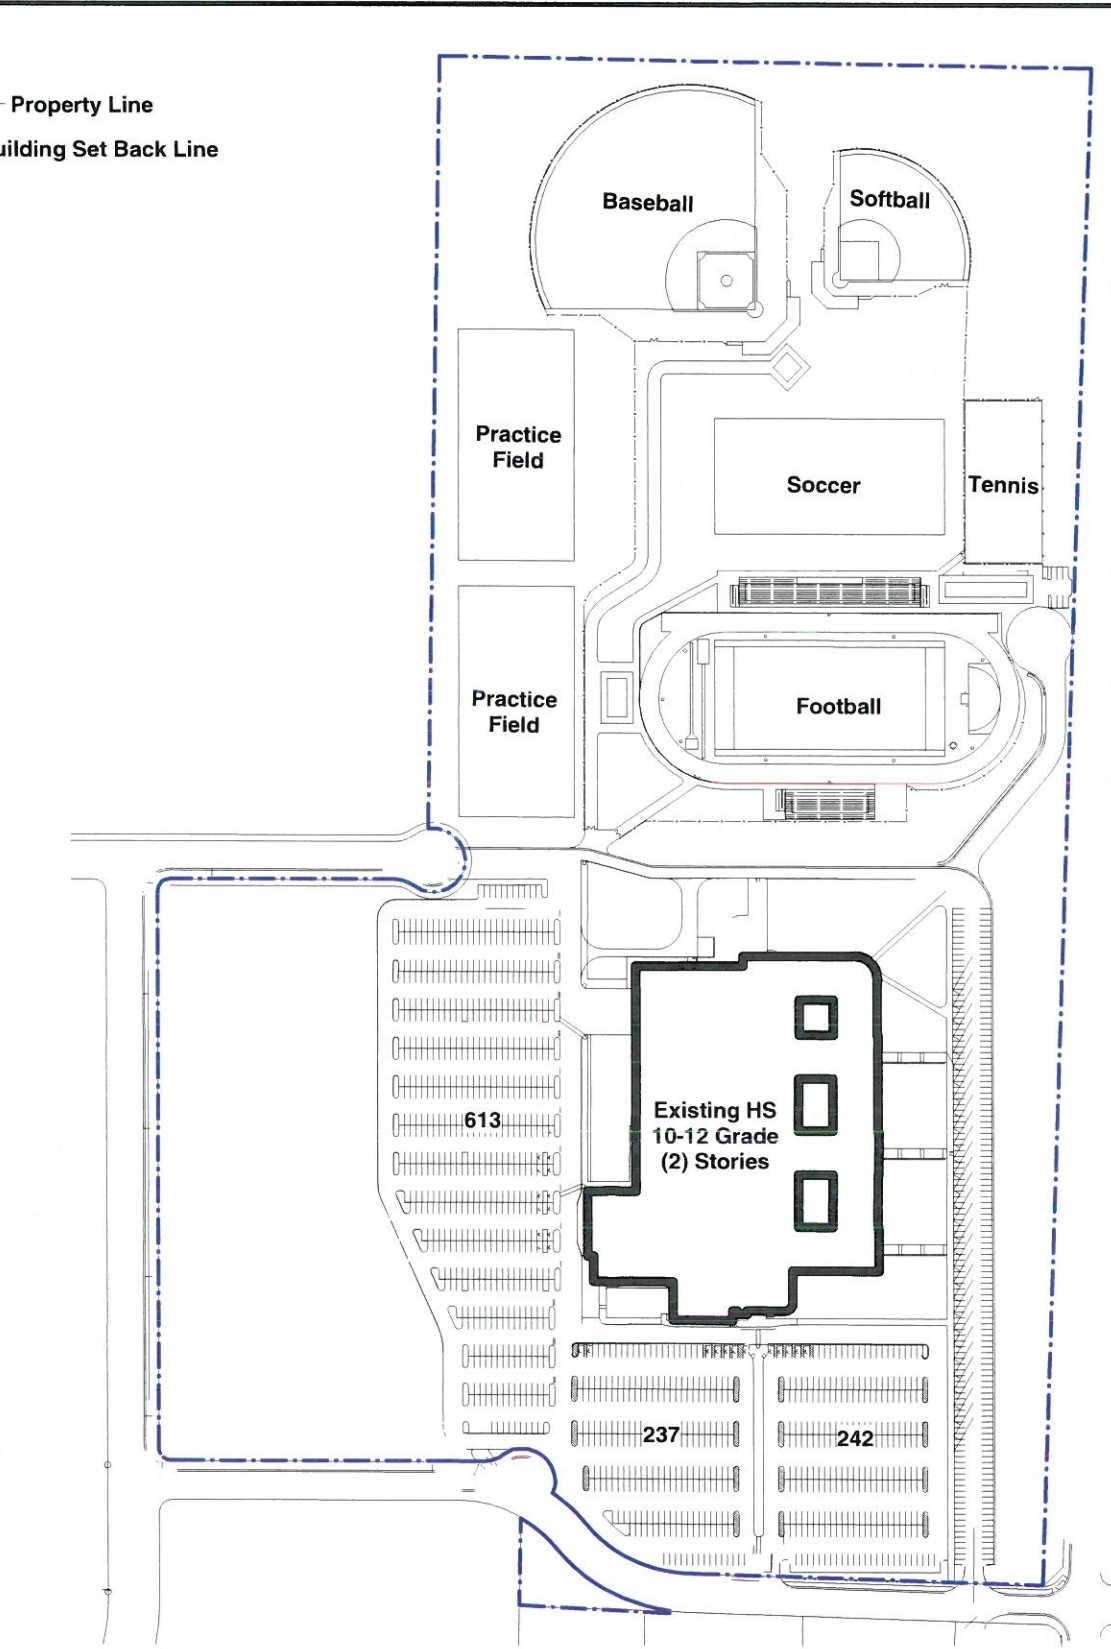 Property Line
uilding Set Back Line
Baseball
Softball
Practice
Field
Soccer
Tennis
Practice
Field
Football
613
Existing HS
10-12 Grade
(2) Stories
237
242